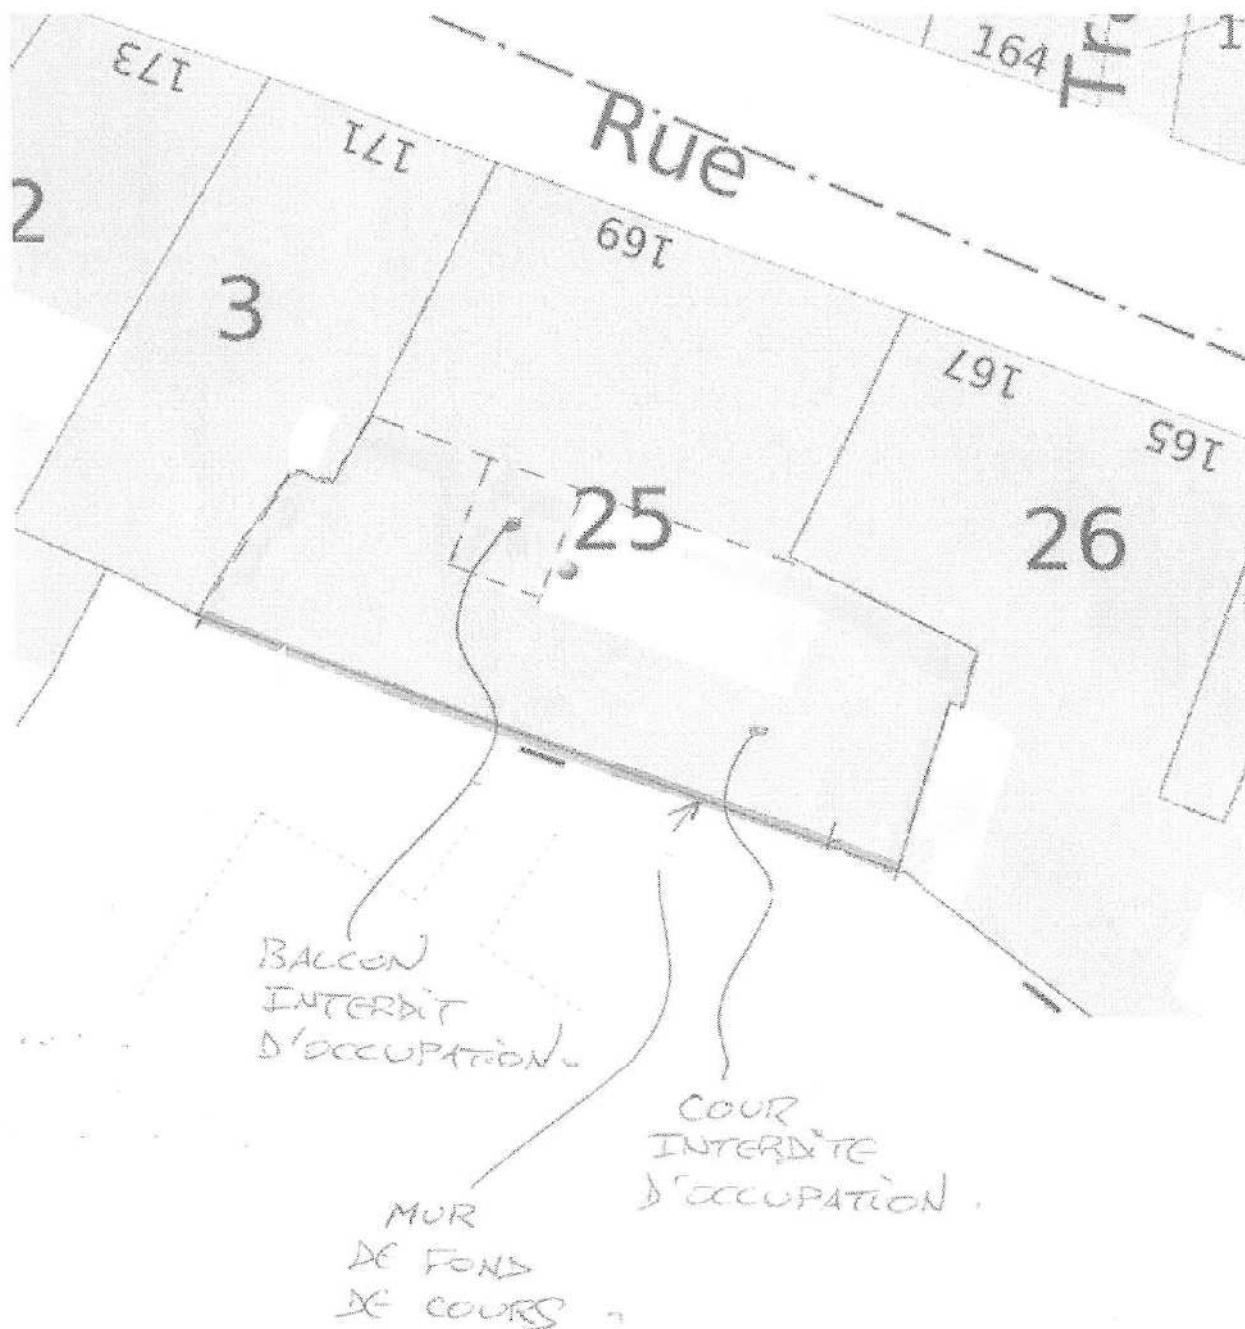 164
173
171
Rue
2
169
3
167
165
25
26
BALCON
INTERDIT
D'OCCUPATION.
COUR
INTERDITE
D'OCCUPATION.
MUR
DE FOND
DE COURS.